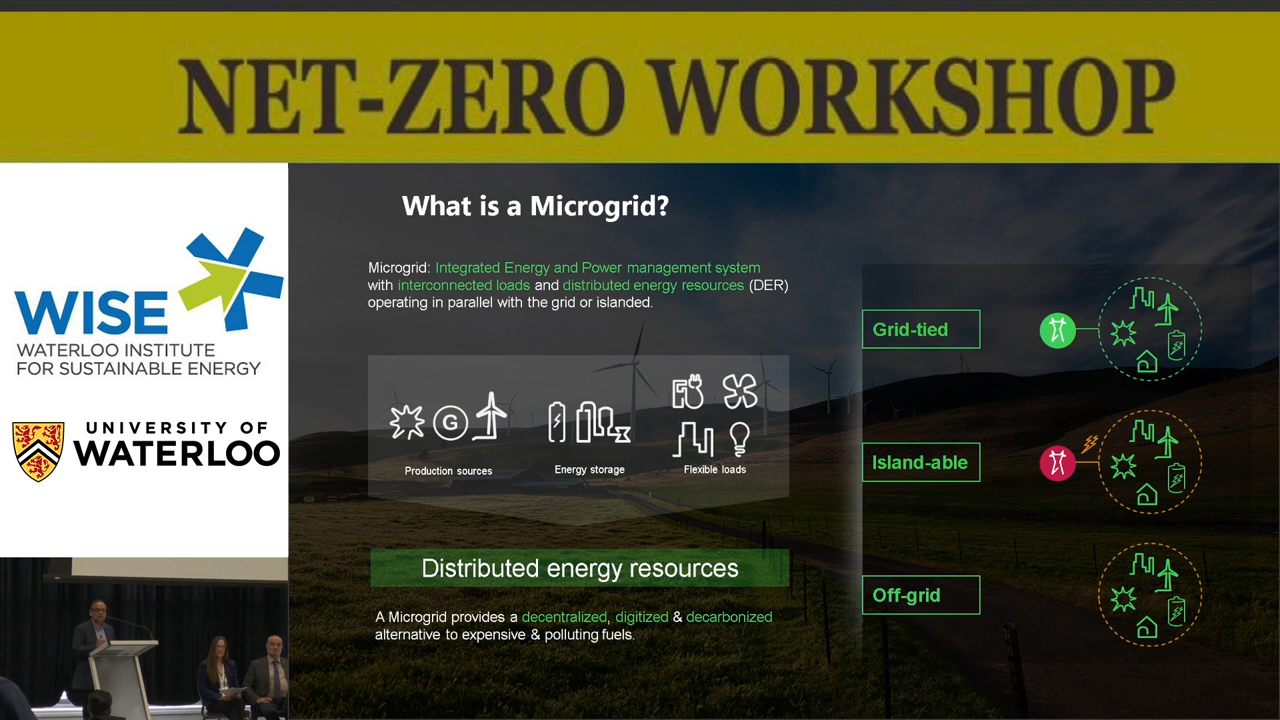 NET-ZERO WORKSHOP
WISE
WATERLOO INSTITUTE
FOR SUSTAINABLE ENERGY
UNIVERSITY OF
WATERLOO
What is a Microgrid?
Microgrid: Integrated Energy and Power management system
with interconnected loads and distributed energy resources (DER)
operating in parallel with the grid or islanded.
G
Production sources
Energy storage
Flexible loads
Distributed energy resources
A Microgrid provides a decentralized, digitized & decarbonized
alternative to expensive & polluting fuels.
Grid-tied
Island-able
Off-grid